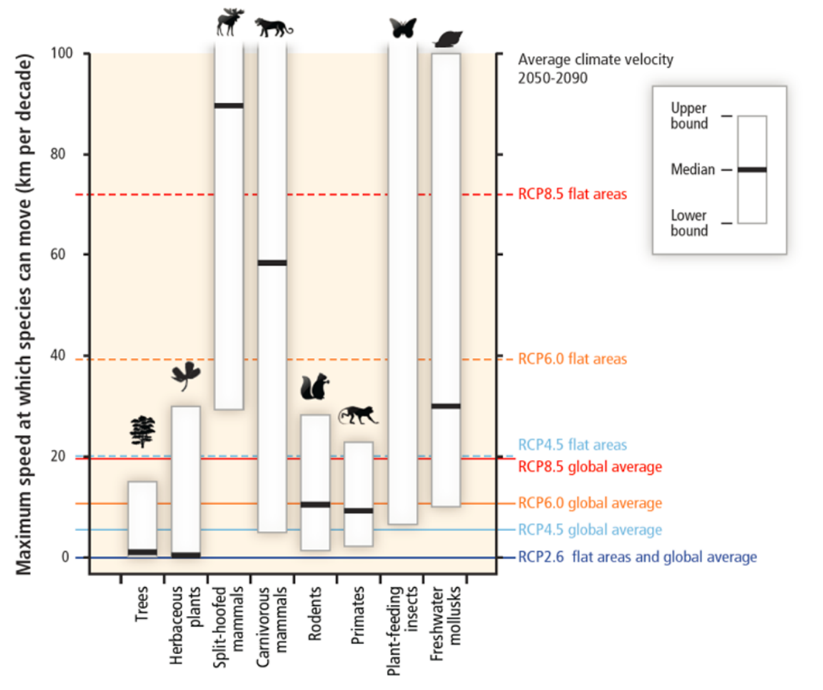 Maximum speed at which species can move (km per decade)
100
80
60
40
20
0
Average climate velocity
2050-2090
RCP8.5 flat areas
RCP6.0 flat areas
RCP4.5 flat areas
RCP8.5 global average
RCP6.0 global average
RCP4.5 global average
RCP2.6 flat areas and global average
Upper
bound
Median
Lower
bound
Trees
Herbaceous
plants
Split-hoofed
mammals
Carnivorous
mammals
Rodents
Primates
Plant-feeding
insects
Freshwater
mollusks